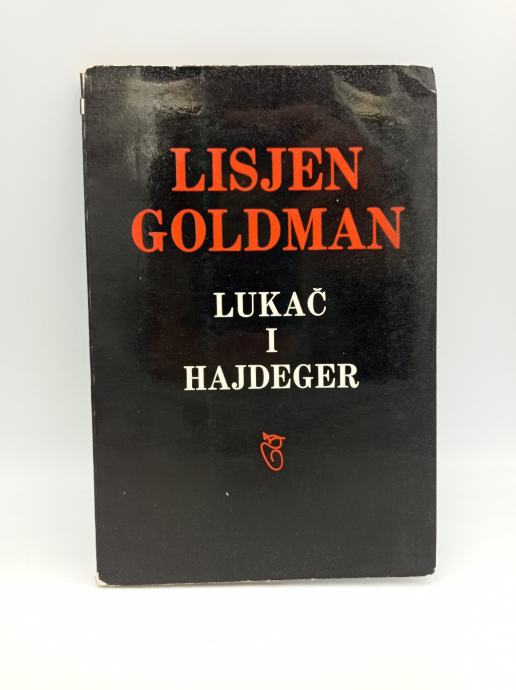 LISJEN
GOLDMAN
LUKAČ
I
HAJDEGER